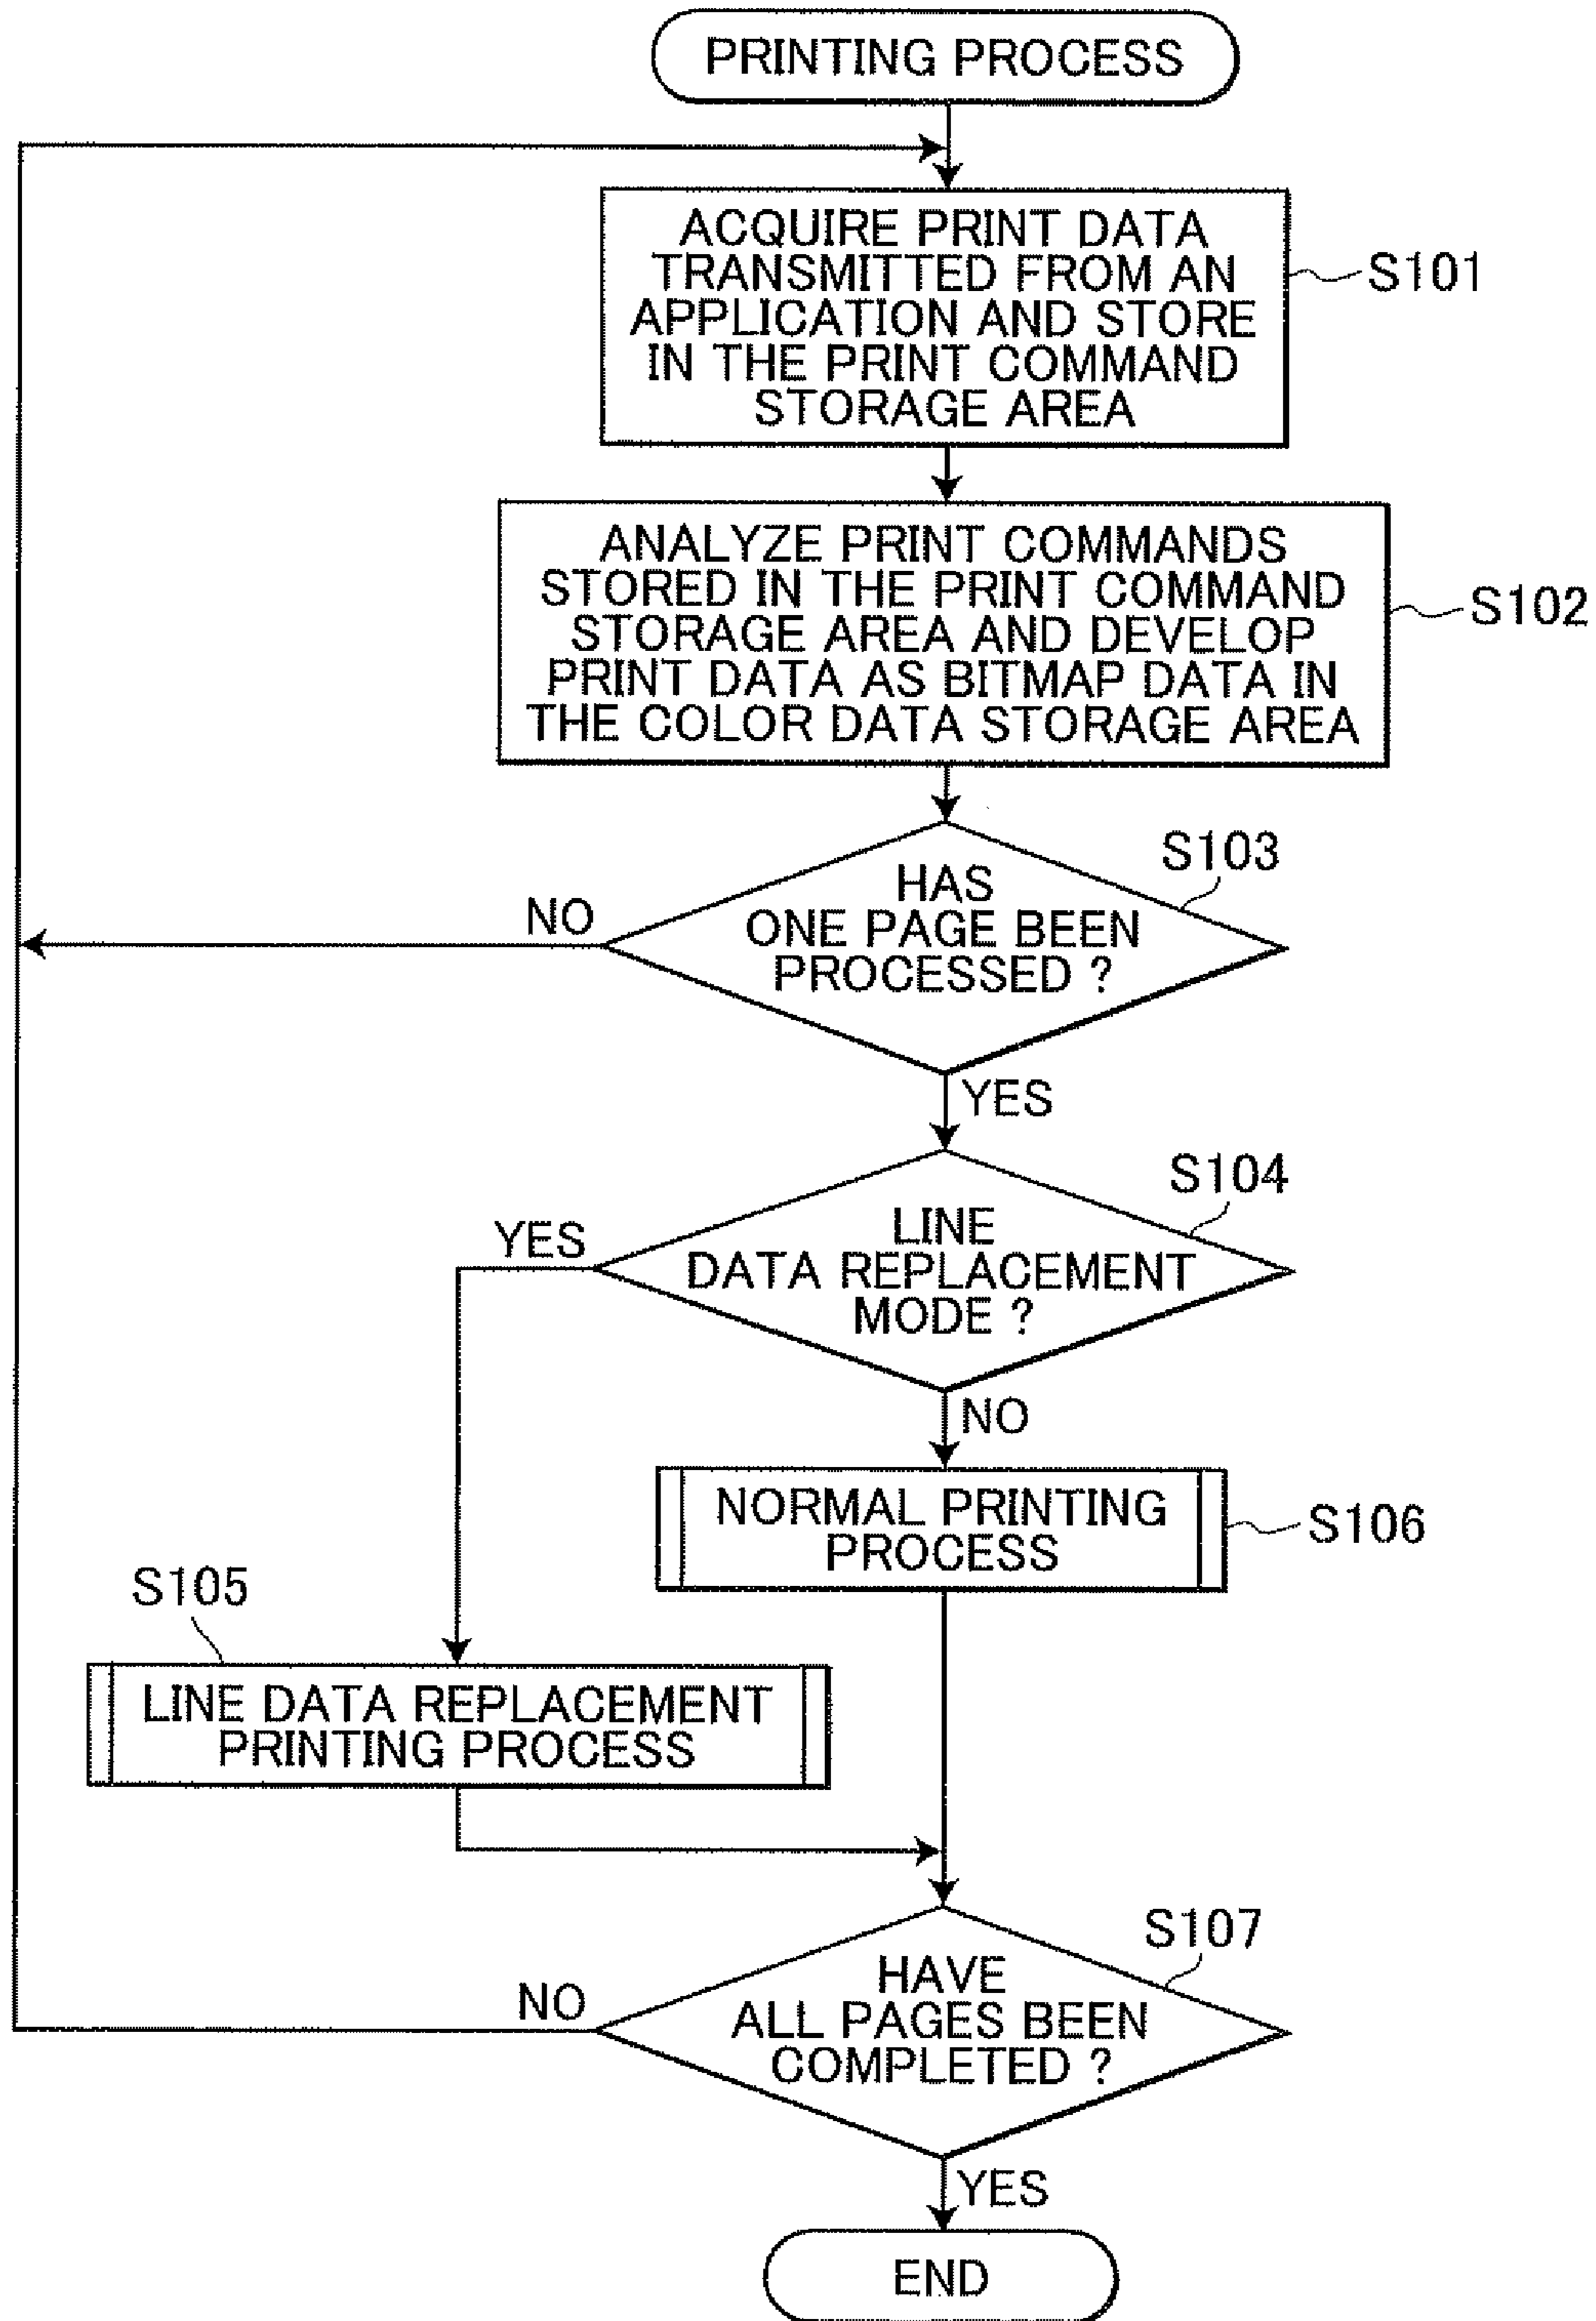 PRINTING PROCESS
ACQUIRE PRINT DATA
TRANSMITTED FROM AN
APPLICATION AND STORE
IN THE PRINT COMMAND
STORAGE AREA
S101
ANALYZE PRINT COMMANDS
STORED IN THE PRINT COMMAND
STORAGE AREA AND DEVELOP
PRINT DATA AS BITMAP DATA IN
THE COLOR DATA STORAGE AREA
S102
S103
HAS
ONE PAGE BEEN
PROCESSED ?
NO
YES
S104
LINE
DATA REPLACEMENT
MODE ?
YES
NO
NORMAL PRINTING
PROCESS
S106
S105
LINE DATA REPLACEMENT
PRINTING PROCESS
S107
HAVE
ALL PAGES BEEN
COMPLETED ?
NO
YES
END